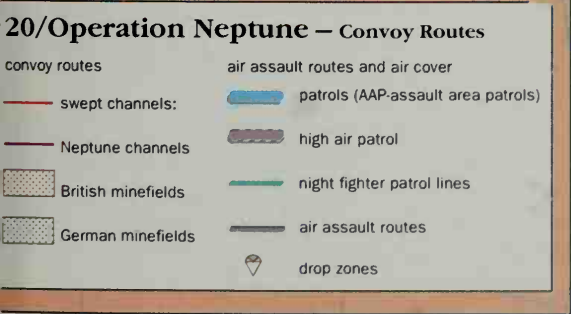 20/Operation Neptune – Convoy Routes
convoy routes
swept channels:
Neptune channels
British minefields
German minefields
air assault routes and air cover
patrols (AAP-assault area patrols)
high air patrol
night fighter patrol lines
air assault routes
drop zones